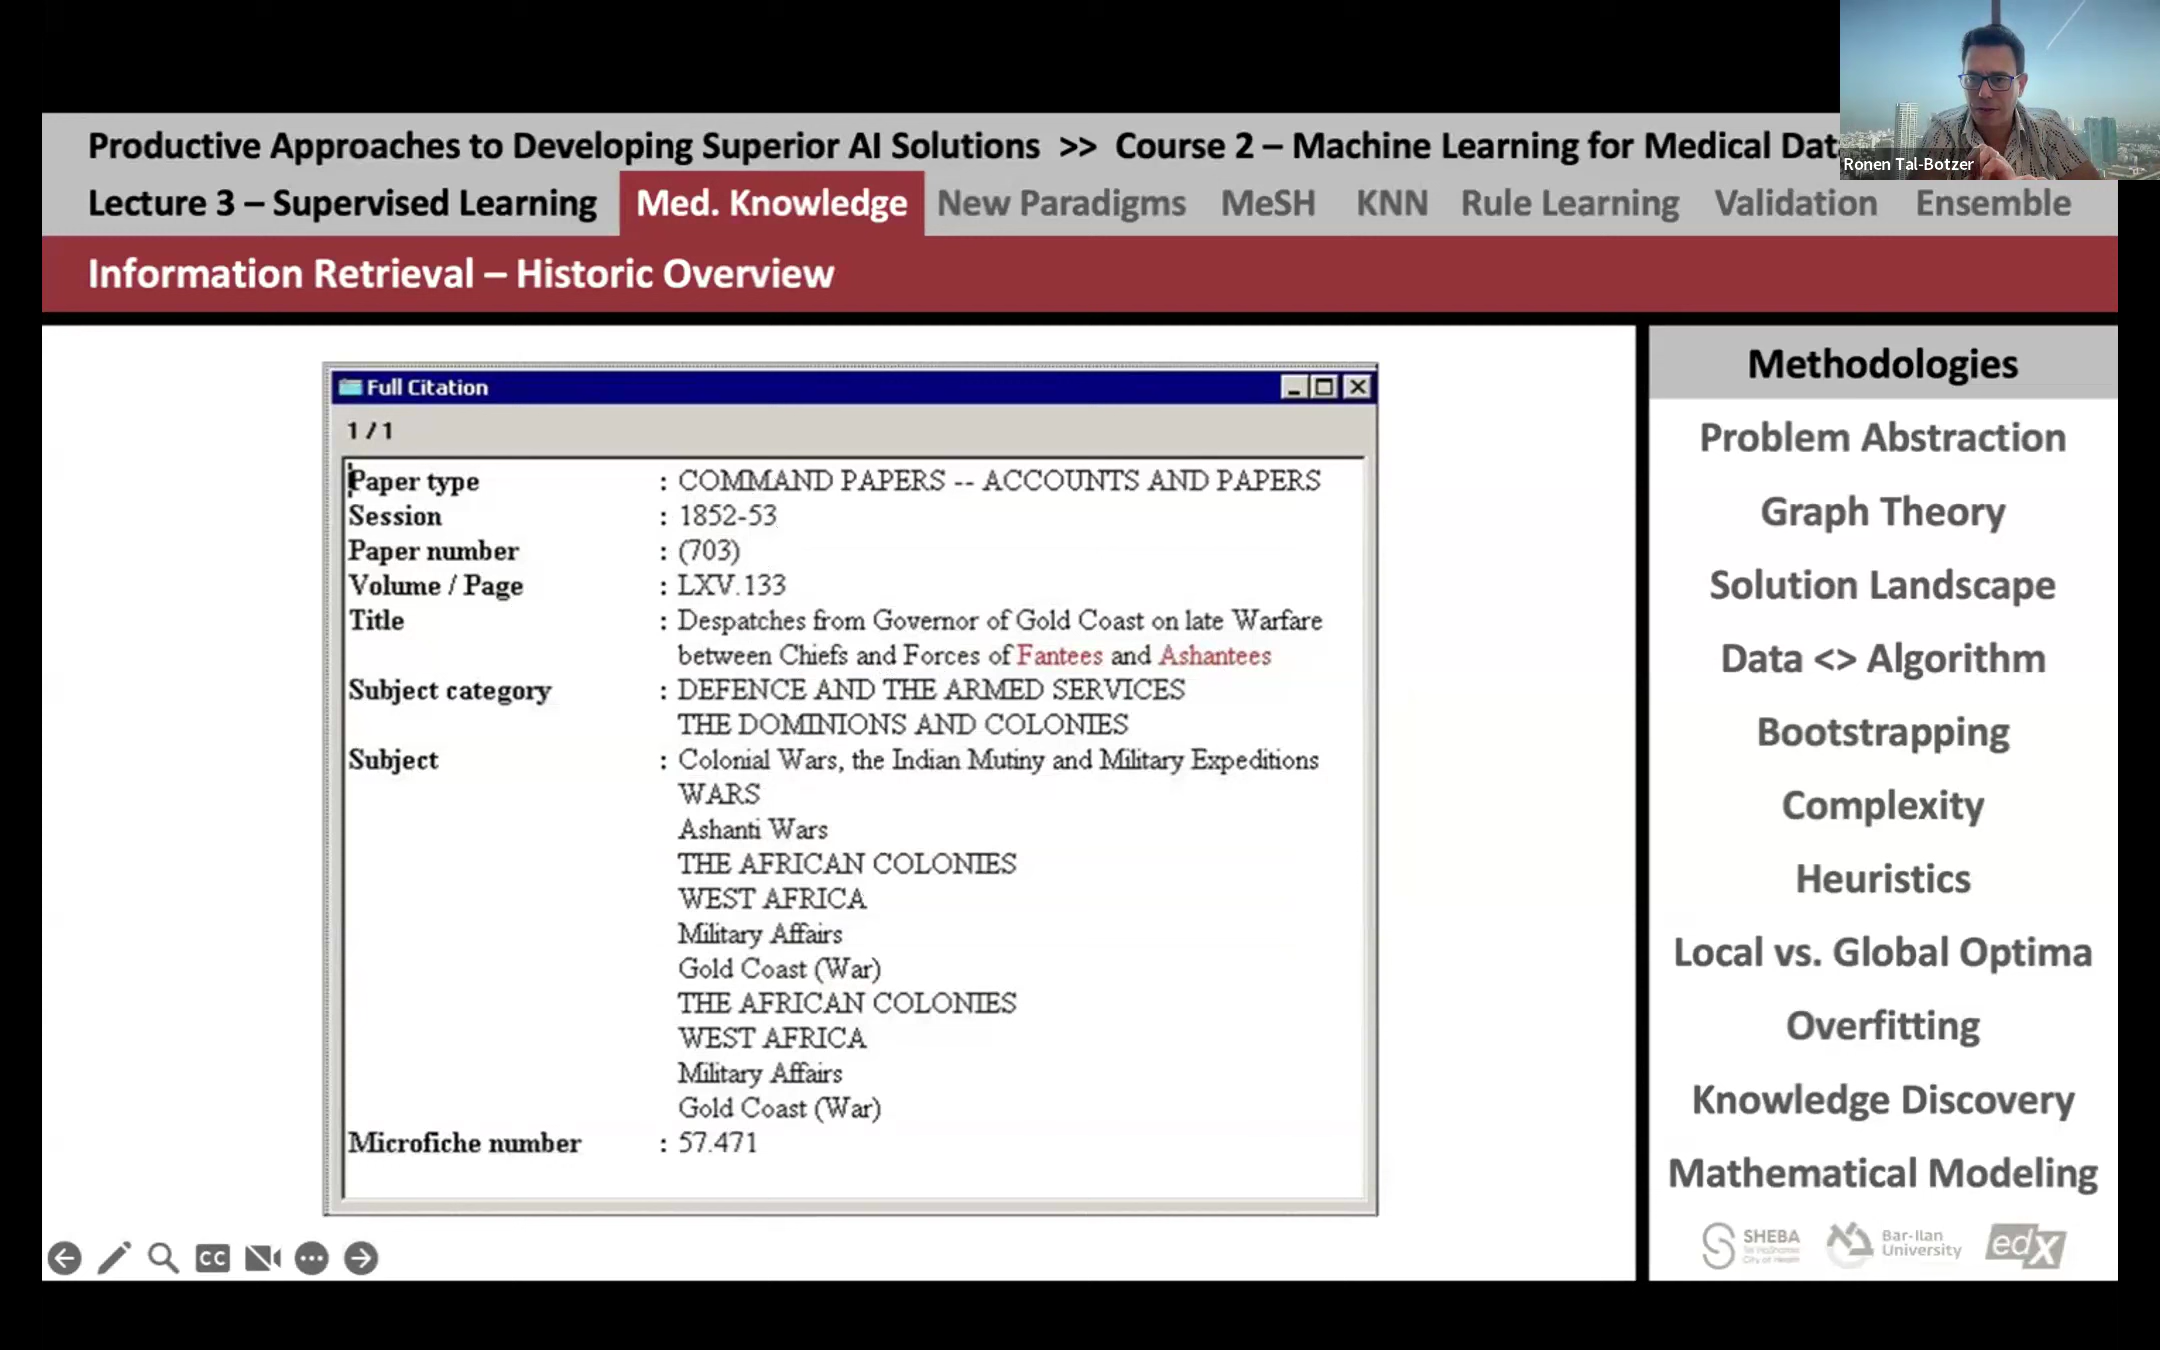 Productive Approaches to Developing Superior AI Solutions >> Course 2 – Machine Learning for Medical Dat
Ronen Tal-Botzer
Lecture 3 – Supervised Learning Med. Knowledge New Paradigms MeSH KNN Rule Learning Validation Ensemble
Information Retrieval – Historic Overview
Full Citation
1 / 1
Paper type : COMMAND PAPERS -- ACCOUNTS AND PAPERS
Session : 1852-53
Paper number : (703)
Volume / Page : LXV.133
Title : Despatches from Governor of Gold Coast on late Warfare
between Chiefs and Forces of Fantees and Ashantees
Subject category : DEFENCE AND THE ARMED SERVICES
THE DOMINIONS AND COLONIES
Subject : Colonial Wars, the Indian Mutiny and Military Expeditions
WARS
Ashanti Wars
THE AFRICAN COLONIES
WEST AFRICA
Military Affairs
Gold Coast (War)
THE AFRICAN COLONIES
WEST AFRICA
Military Affairs
Gold Coast (War)
Microfiche number : 57.471
Methodologies
Problem Abstraction
Graph Theory
Solution Landscape
Data <> Algorithm
Bootstrapping
Complexity
Heuristics
Local vs. Global Optima
Overfitting
Knowledge Discovery
Mathematical Modeling
SHEBA
Tel HaShomer
City of Health
Bar-Ilan
University
edX
CC